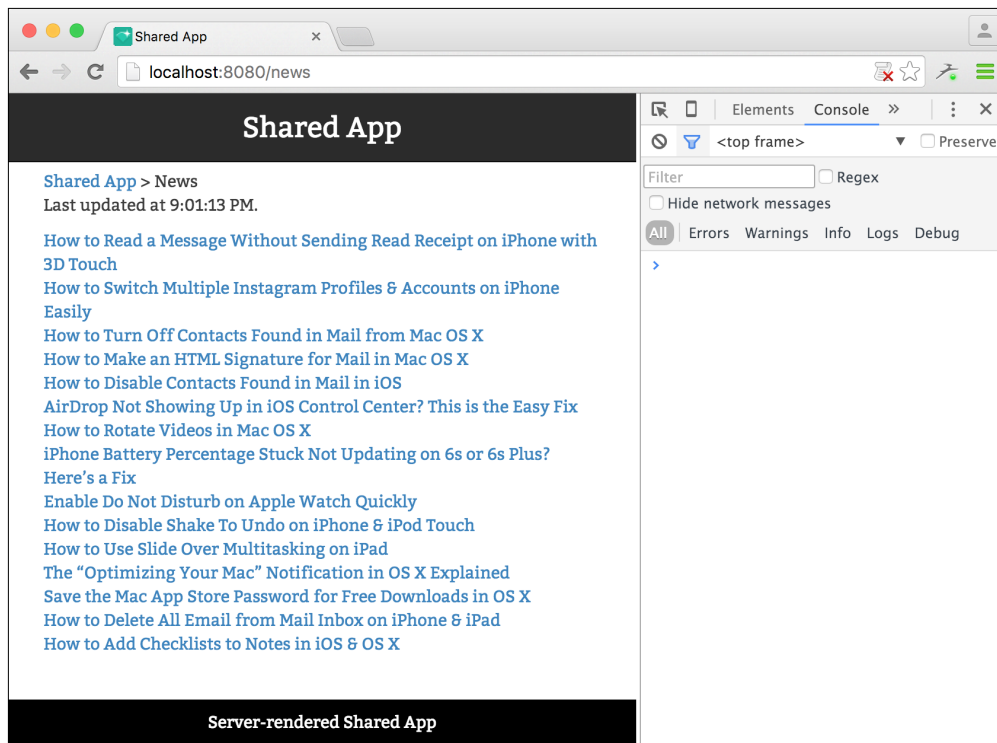 Shared App
localhost:8080/news
Shared App
Shared App > News
Last updated at 9:01:13 PM.
How to Read a Message Without Sending Read Receipt on iPhone with
3D Touch
How to Switch Multiple Instagram Profiles & Accounts on iPhone
Easily
How to Turn Off Contacts Found in Mail from Mac OS X
How to Make an HTML Signature for Mail in Mac OS X
How to Disable Contacts Found in Mail in iOS
AirDrop Not Showing Up in iOS Control Center? This is the Easy Fix
How to Rotate Videos in Mac OS X
iPhone Battery Percentage Stuck Not Updating on 6s or 6s Plus?
Here’s a Fix
Enable Do Not Disturb on Apple Watch Quickly
How to Disable Shake To Undo on iPhone & iPod Touch
How to Use Slide Over Multitasking on iPad
The “Optimizing Your Mac” Notification in OS X Explained
Save the Mac App Store Password for Free Downloads in OS X
How to Delete All Email from Mail Inbox on iPhone & iPad
How to Add Checklists to Notes in iOS & OS X
Server-rendered Shared App
Elements Console »
<top frame> Preserve
Filter Regex
Hide network messages
All Errors Warnings Info Logs Debug